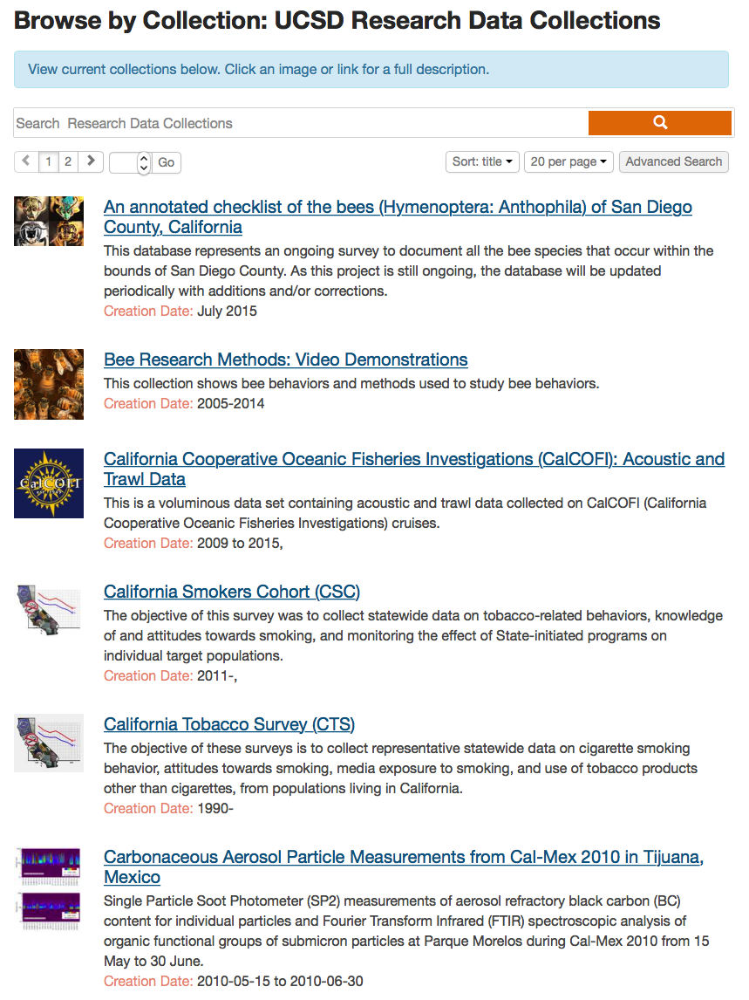 Browse by Collection: UCSD Research Data Collections
View current collections below. Click an image or link for a full description.
Search Research Data Collections
1 2 Go Sort: title 20 per page Advanced Search
An annotated checklist of the bees (Hymenoptera: Anthophila) of San Diego
County, California
This database represents an ongoing survey to document all the bee species that occur within the
bounds of San Diego County. As this project is still ongoing, the database will be updated
periodically with additions and/or corrections.
Creation Date: July 2015
Bee Research Methods: Video Demonstrations
This collection shows bee behaviors and methods used to study bee behaviors.
Creation Date: 2005-2014
CalCOFI
California Cooperative Oceanic Fisheries Investigations (CalCOFI): Acoustic and
Trawl Data
This is a voluminous data set containing acoustic and trawl data collected on CalCOFI (California
Cooperative Oceanic Fisheries Investigations) cruises.
Creation Date: 2009 to 2015,
California Smokers Cohort (CSC)
The objective of this survey was to collect statewide data on tobacco-related behaviors, knowledge
of and attitudes towards smoking, and monitoring the effect of State-initiated programs on
individual target populations.
Creation Date: 2011-,
California Tobacco Survey (CTS)
The objective of these surveys is to collect representative statewide data on cigarette smoking
behavior, attitudes towards smoking, media exposure to smoking, and use of tobacco products
other than cigarettes, from populations living in California.
Creation Date: 1990-
Carbonaceous Aerosol Particle Measurements from Cal-Mex 2010 in Tijuana,
Mexico
Single Particle Soot Photometer (SP2) measurements of aerosol refractory black carbon (BC)
content for individual particles and Fourier Transform Infrared (FTIR) spectroscopic analysis of
organic functional groups of submicron particles at Parque Morelos during Cal-Mex 2010 from 15
May to 30 June.
Creation Date: 2010-05-15 to 2010-06-30